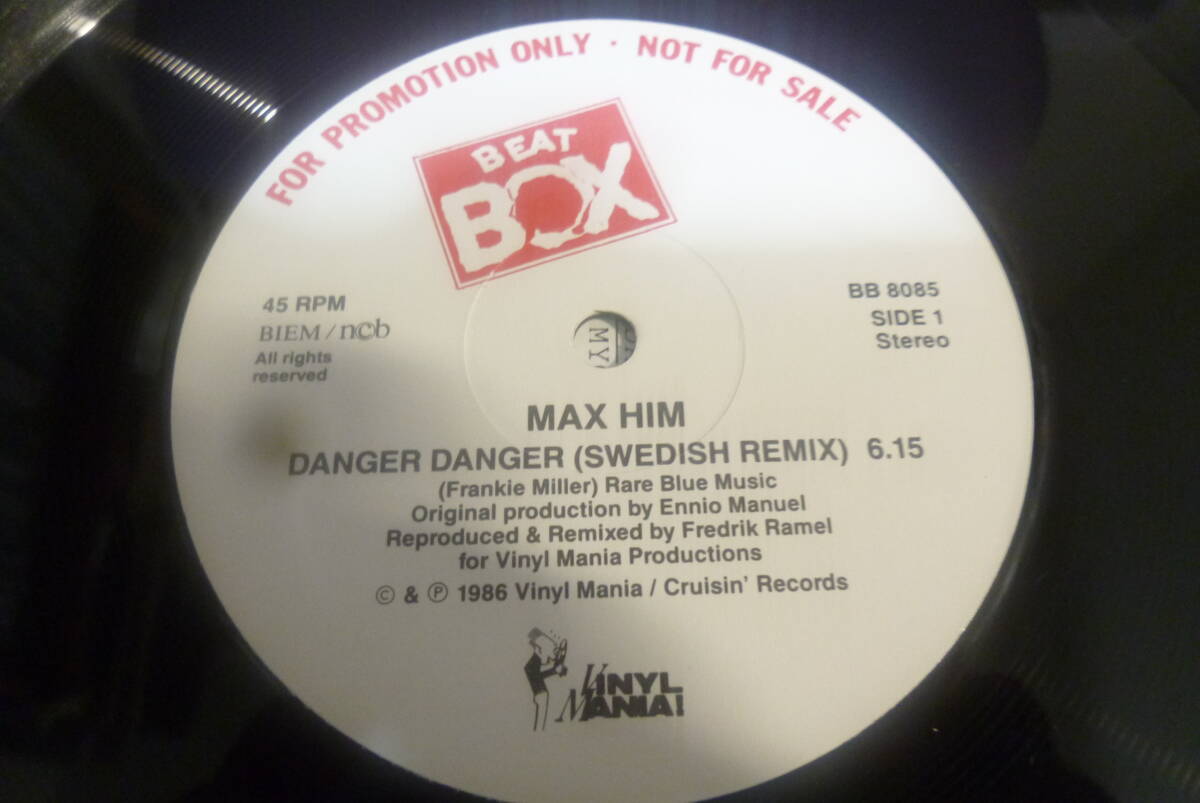 FOR PROMOTION ONLY · NOT FOR SALE
BEAT
BOX
45 RPM
BIEM / ncb
All rights
reserved
BB 8085
SIDE 1
Stereo
MY
MAX HIM
DANGER DANGER (SWEDISH REMIX) 6.15
(Frankie Miller) Rare Blue Music
Original production by Ennio Manuel
Reproduced & Remixed by Fredrik Ramel
for Vinyl Mania Productions
© & ℗ 1986 Vinyl Mania / Cruisin' Records
VINYL
MANIA!